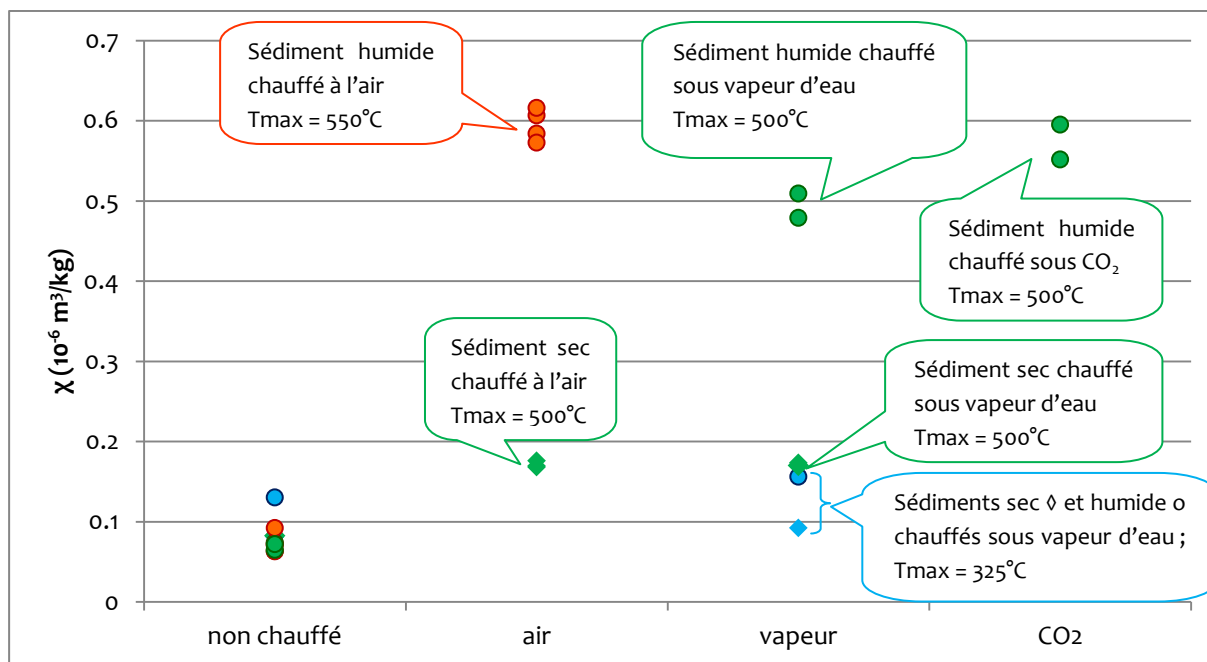 0.7
0.6
0.5
0.4
0.3
0.2
0.1
0
χ (10⁻⁶ m³/kg)
Sédiment humide
chauffé à l’air
Tmax = 550°C
Sédiment humide chauffé
sous vapeur d’eau
Tmax = 500°C
Sédiment humide
chauffé sous CO₂
Tmax = 500°C
Sédiment sec
chauffé à l’air
Tmax = 500°C
Sédiment sec chauffé
sous vapeur d’eau
Tmax = 500°C
Sédiments sec ◊ et humide o
chauffés sous vapeur d’eau ;
Tmax = 325°C
non chauffé
air
vapeur
CO2